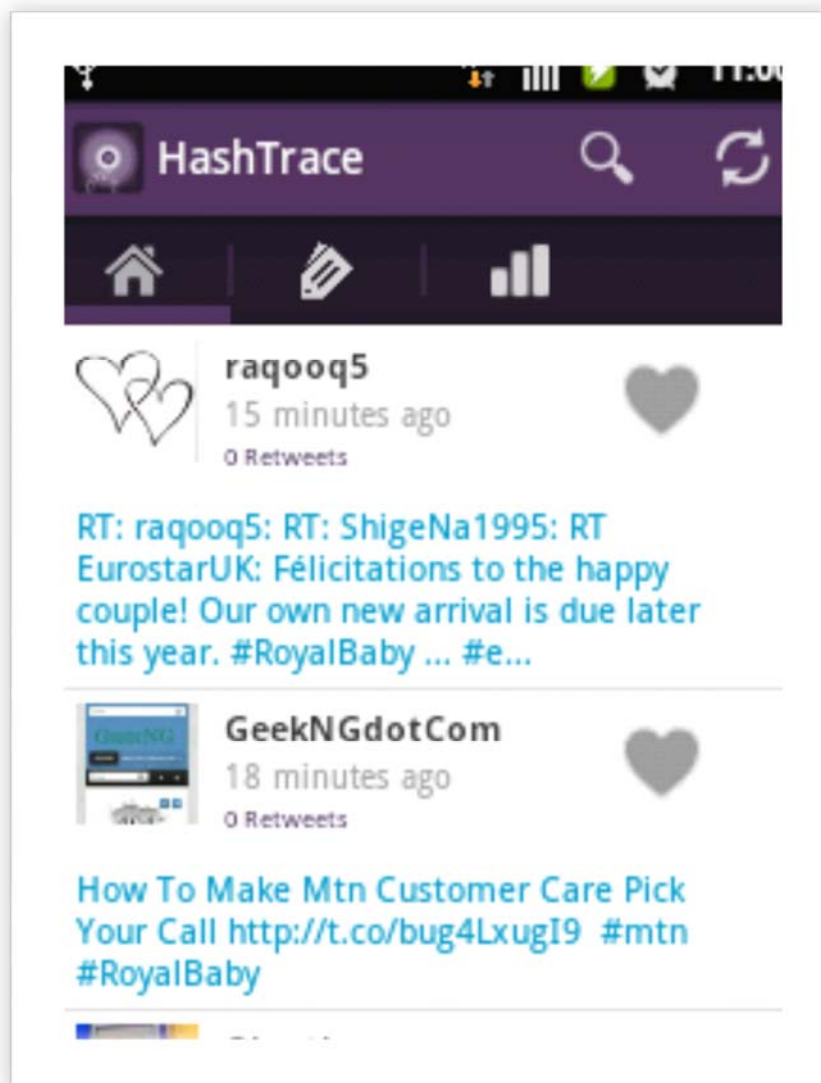 HashTrace
raqooq5
15 minutes ago
0 Retweets
RT: raqooq5: RT: ShigeNa1995: RT
EurostarUK: Félicitations to the happy
couple! Our own new arrival is due later
this year. #RoyalBaby ... #e...
GeekNGdotCom
18 minutes ago
0 Retweets
How To Make Mtn Customer Care Pick
Your Call http://t.co/bug4LxugI9 #mtn
#RoyalBaby